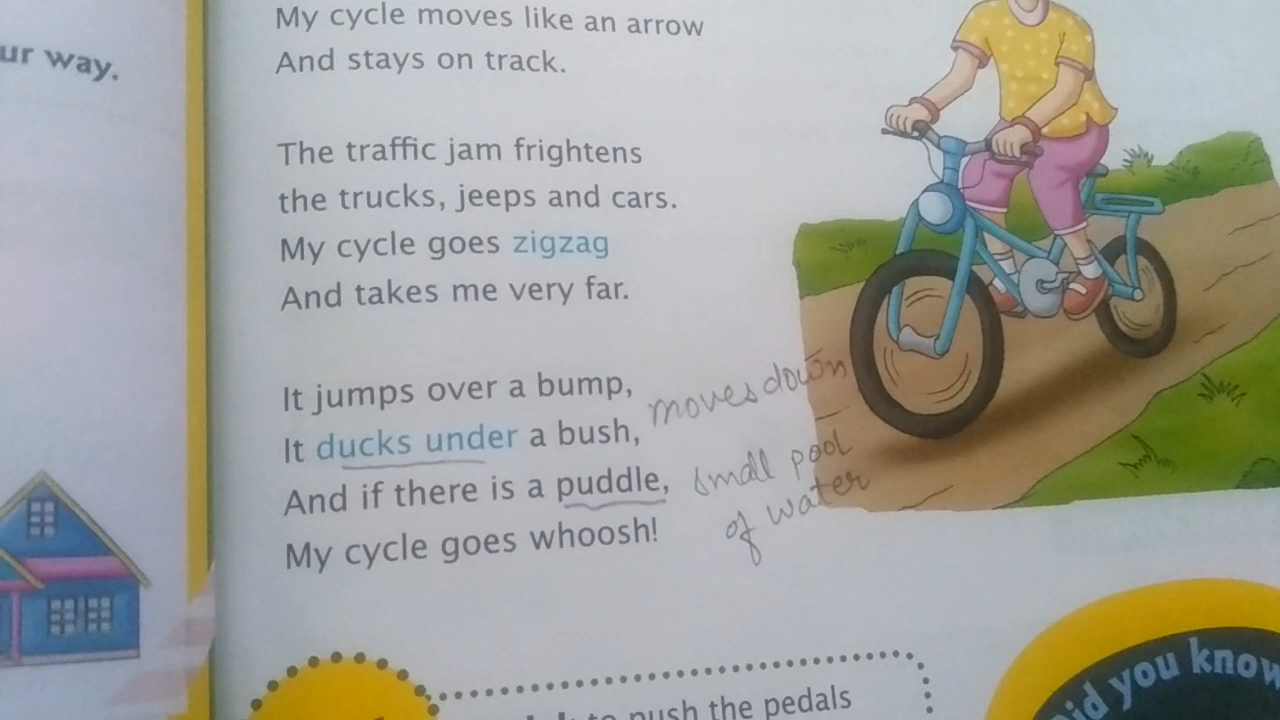 ur way.
My cycle moves like an arrow
And stays on track.
The traffic jam frightens
the trucks, jeeps and cars.
My cycle goes zigzag
And takes me very far.
It jumps over a bump,
It ducks under a bush, moves down
And if there is a puddle, small pool
of water
My cycle goes whoosh!
to push the pedals
Did you know